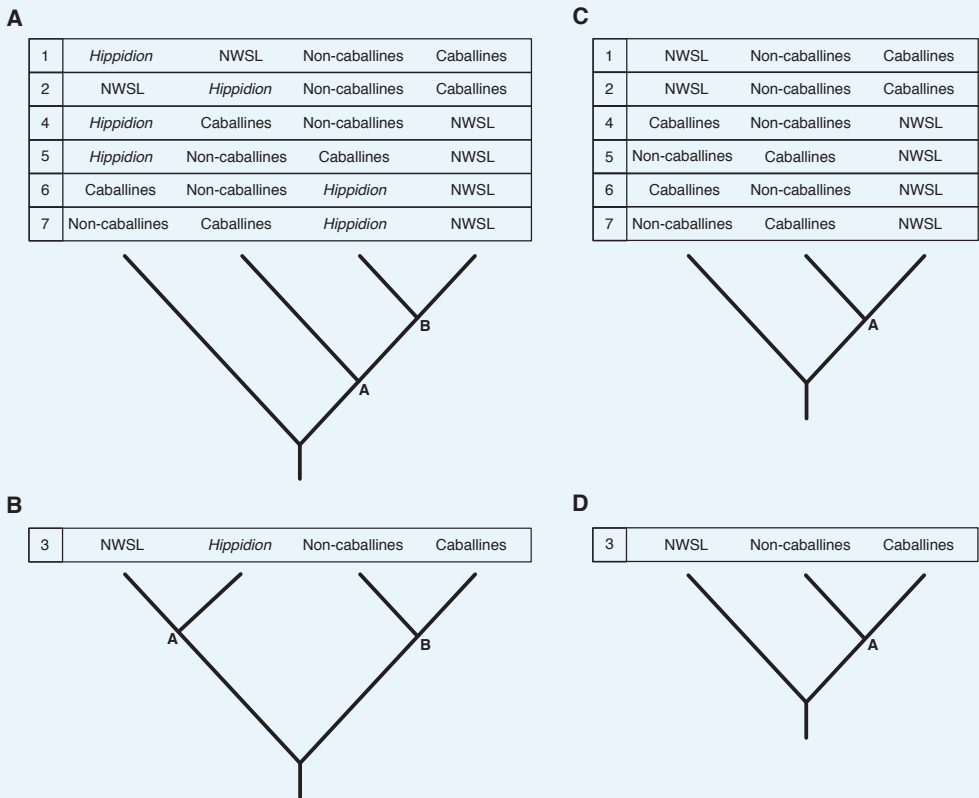 A
1 Hippidion NWSL Non-caballines Caballines
2 NWSL Hippidion Non-caballines Caballines
4 Hippidion Caballines Non-caballines NWSL
5 Hippidion Non-caballines Caballines NWSL
6 Caballines Non-caballines Hippidion NWSL
7 Non-caballines Caballines Hippidion NWSL
B
A
C
1 NWSL Non-caballines Caballines
2 NWSL Non-caballines Caballines
4 Caballines Non-caballines NWSL
5 Non-caballines Caballines NWSL
6 Caballines Non-caballines NWSL
7 Non-caballines Caballines NWSL
A
B
3 NWSL Hippidion Non-caballines Caballines
A
B
D
3 NWSL Non-caballines Caballines
A